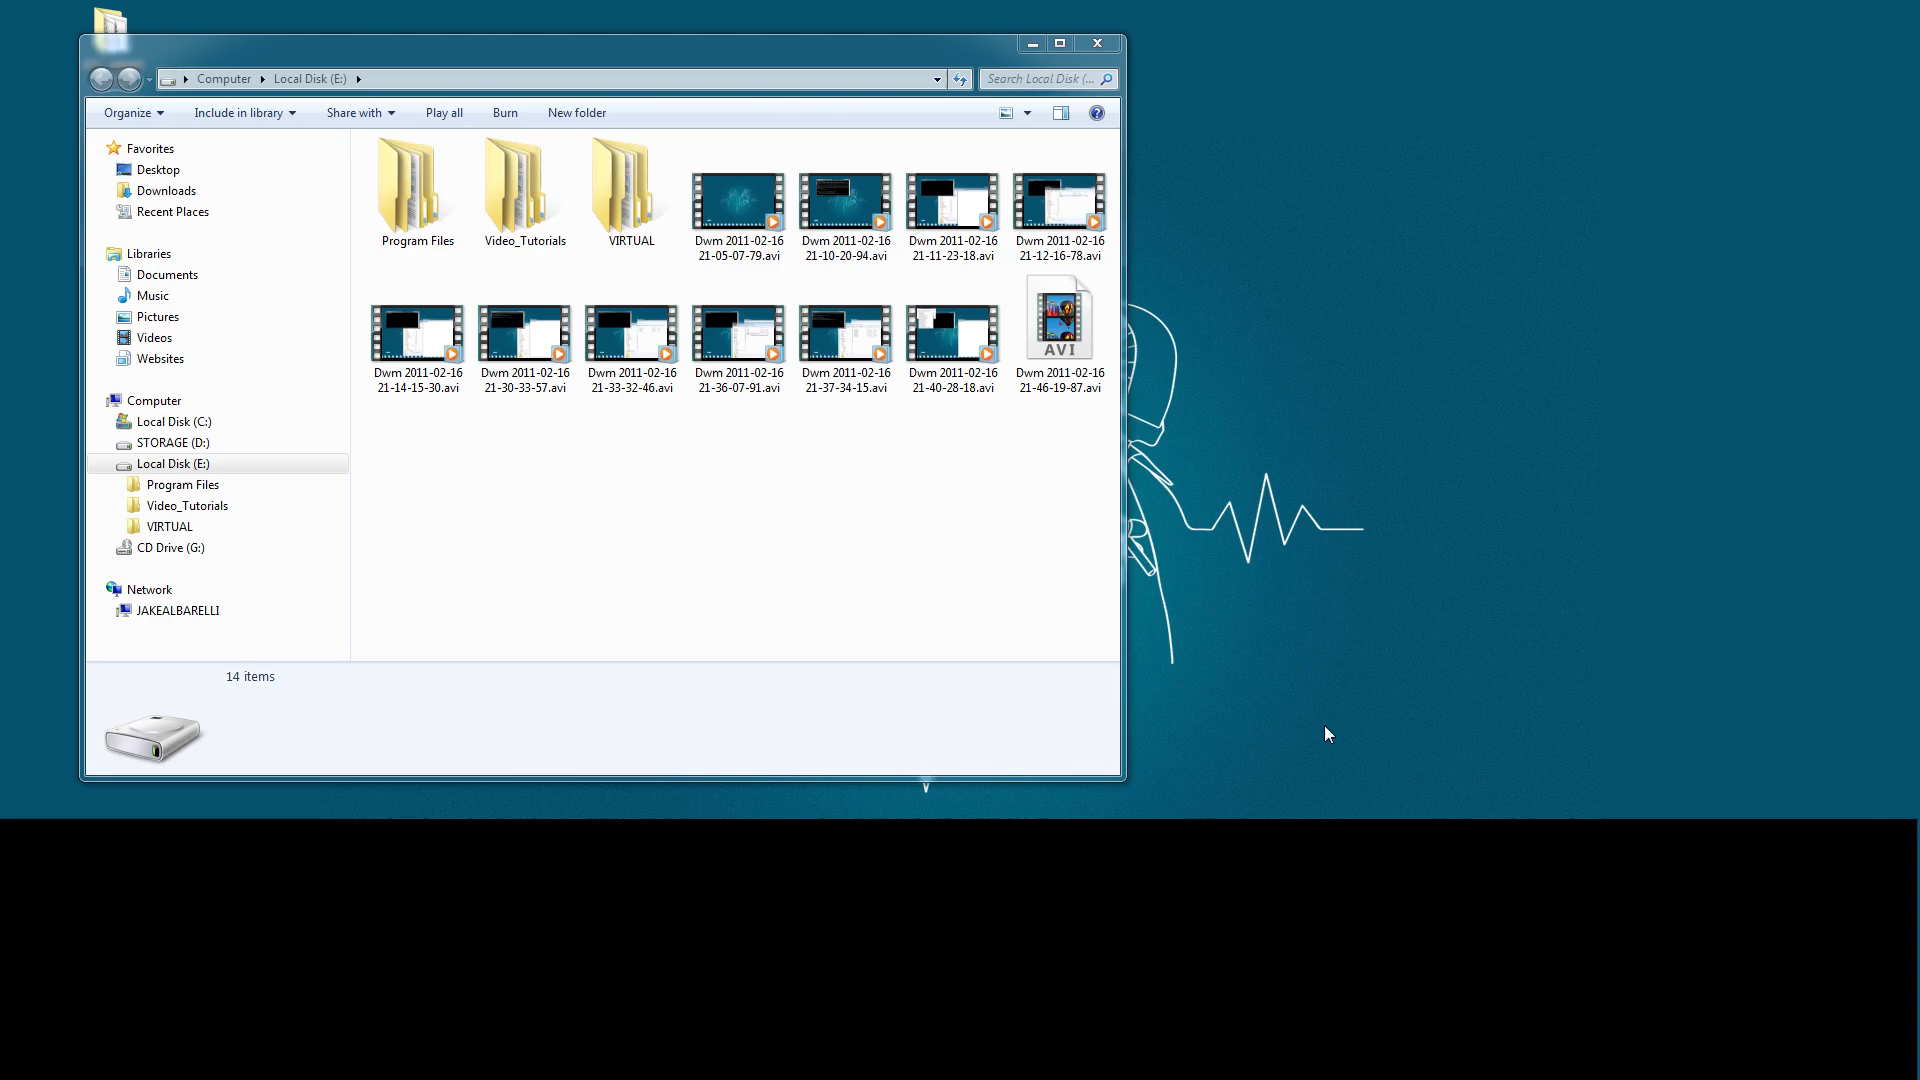 Computer
Local Disk (E:)
Search Local Disk (...
Organize
Include in library
Share with
Play all
Burn
New folder
Favorites
Desktop
Downloads
Recent Places
Libraries
Documents
Music
Pictures
Videos
Websites
Computer
Local Disk (C:)
STORAGE (D:)
Local Disk (E:)
Program Files
Video_Tutorials
VIRTUAL
CD Drive (G:)
Network
JAKEALBARELLI
Program Files
Video_Tutorials
VIRTUAL
Dwm 2011-02-16
21-05-07-79.avi
Dwm 2011-02-16
21-10-20-94.avi
Dwm 2011-02-16
21-11-23-18.avi
Dwm 2011-02-16
21-12-16-78.avi
Dwm 2011-02-16
21-14-15-30.avi
Dwm 2011-02-16
21-30-33-57.avi
Dwm 2011-02-16
21-33-32-46.avi
Dwm 2011-02-16
21-36-07-91.avi
Dwm 2011-02-16
21-37-34-15.avi
Dwm 2011-02-16
21-40-28-18.avi
AVI
Dwm 2011-02-16
21-46-19-87.avi
14 items